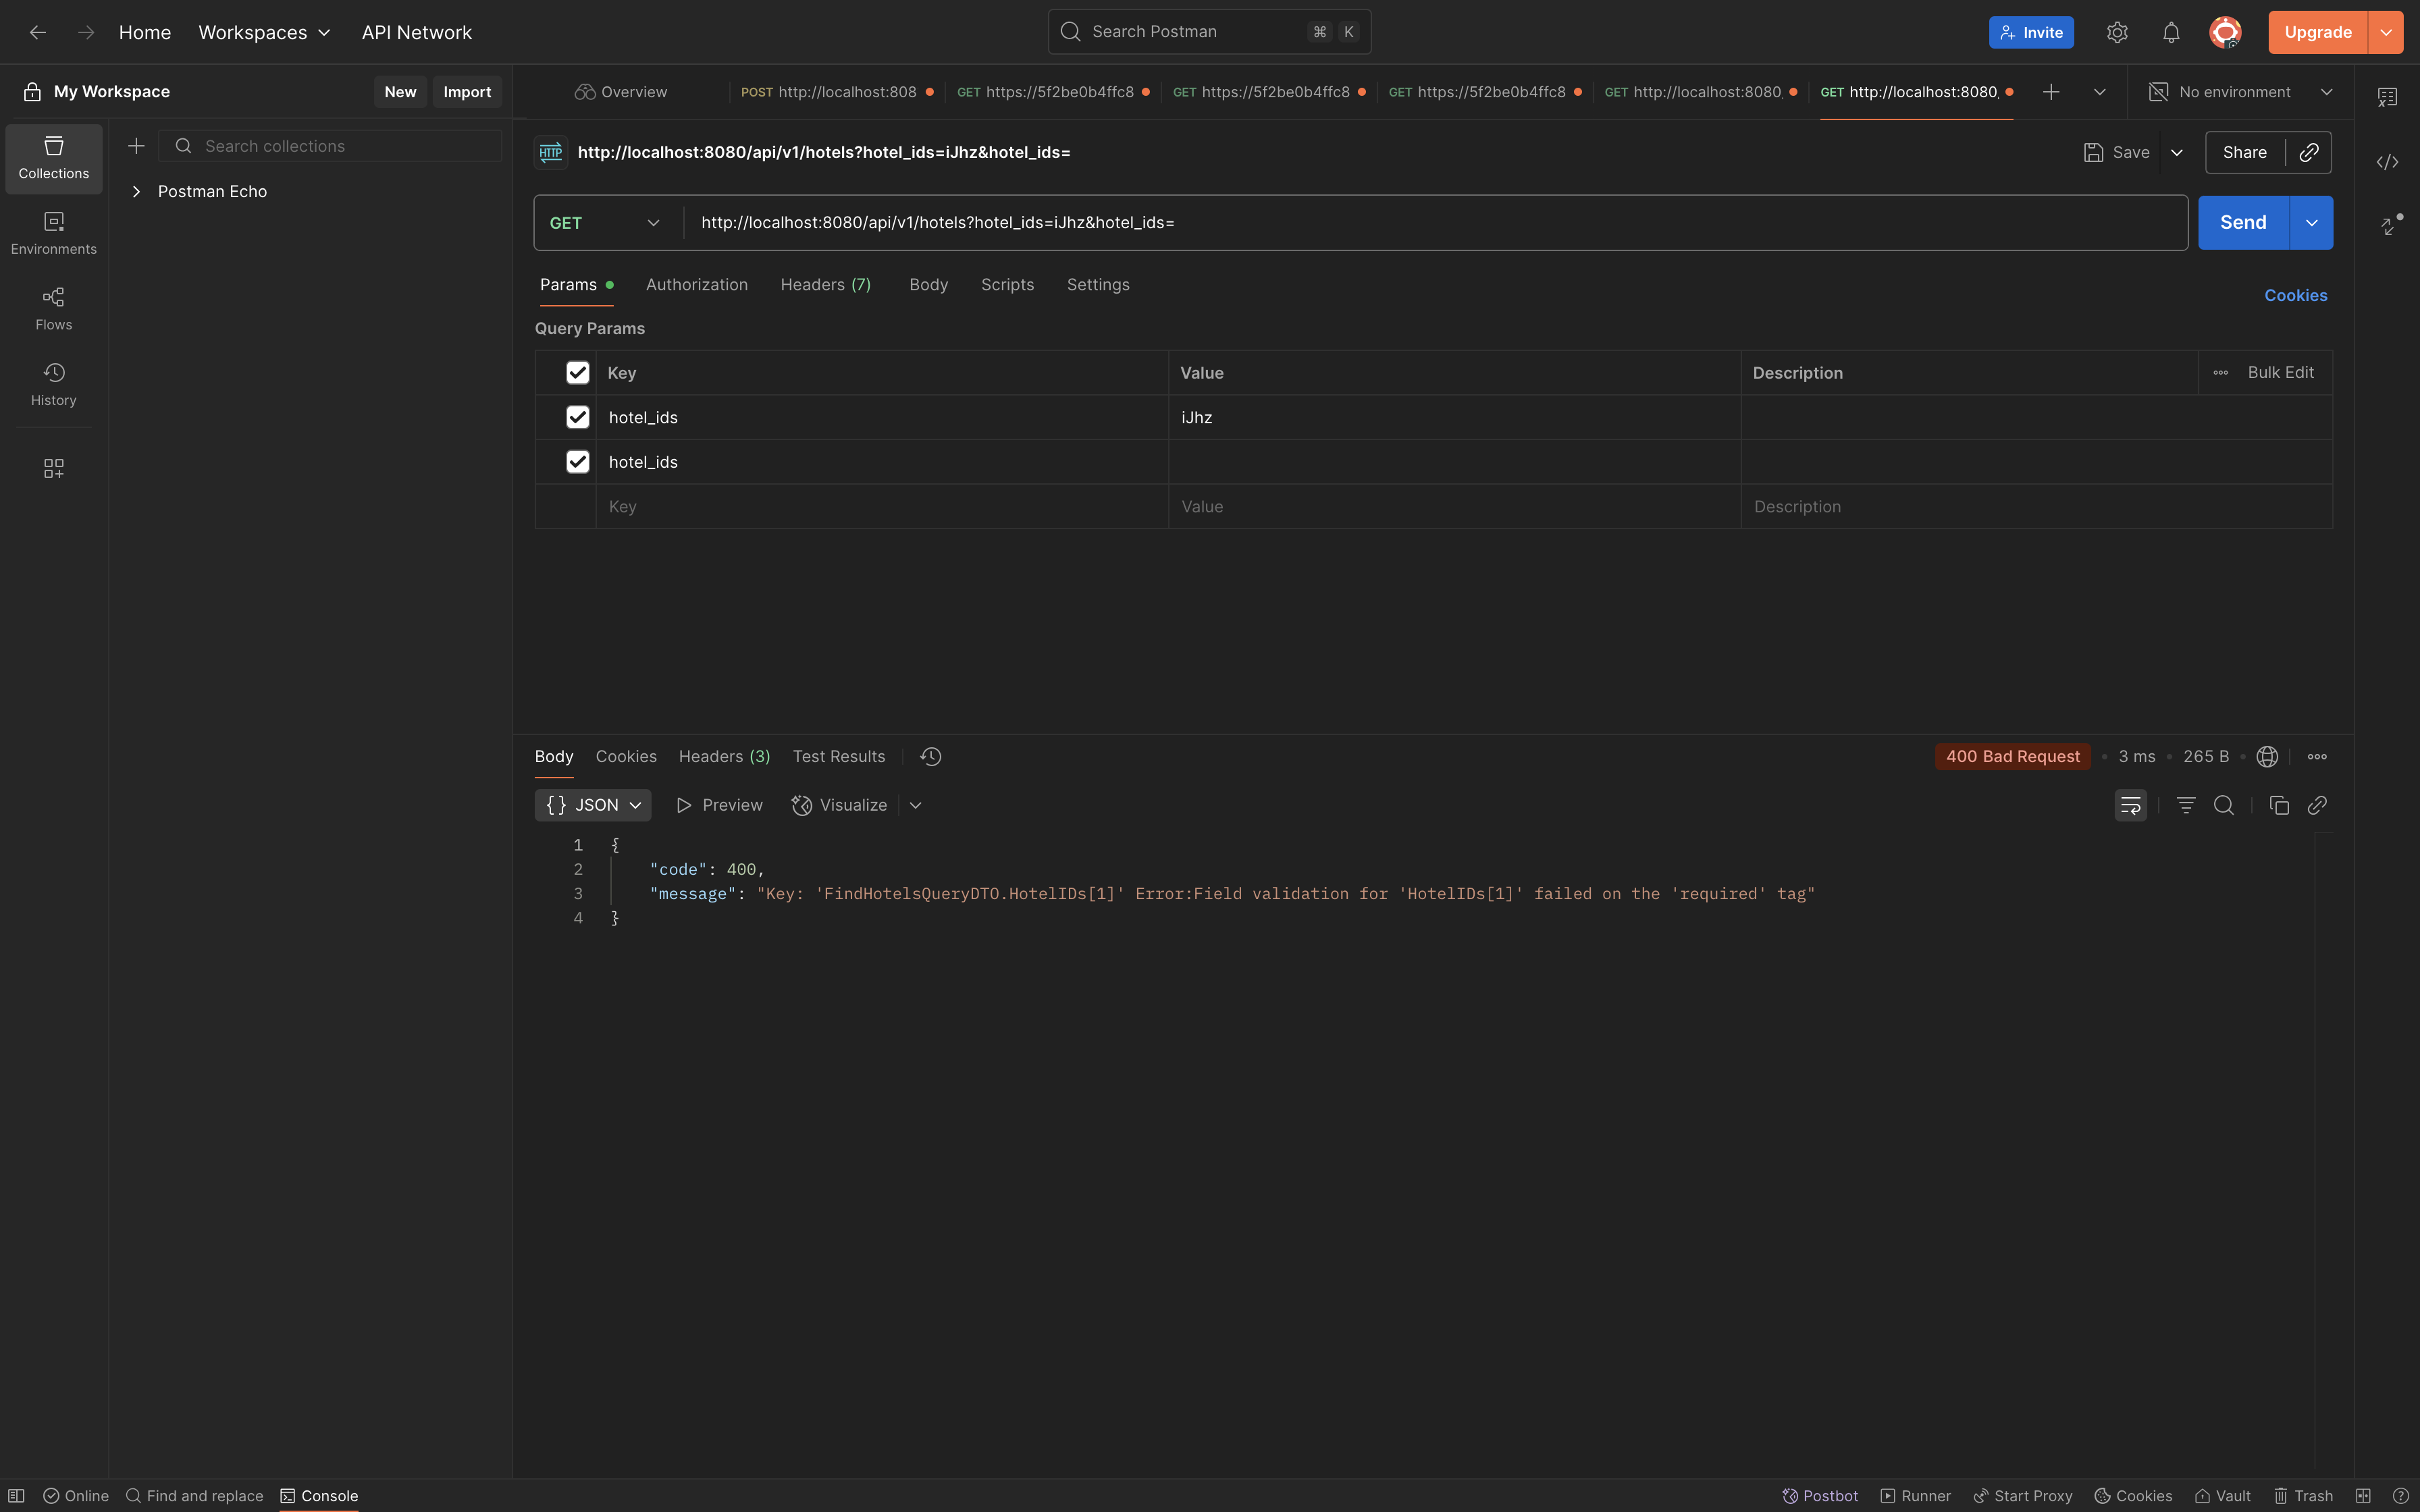 Home Workspaces API Network Search Postman ⌘ K Invite Upgrade
My Workspace New Import Overview POST http://localhost:808 GET https://5f2be0b4ffc8 GET https://5f2be0b4ffc8 GET https://5f2be0b4ffc8 GET http://localhost:8080, GET http://localhost:8080, No environment
Collections
Environments
Flows
History
Search collections
Postman Echo
HTTP http://localhost:8080/api/v1/hotels?hotel_ids=iJhz&hotel_ids= Save Share
GET http://localhost:8080/api/v1/hotels?hotel_ids=iJhz&hotel_ids= Send
Params Authorization Headers (7) Body Scripts Settings Cookies
Query Params
Key Value Description Bulk Edit
hotel_ids iJhz
hotel_ids
Key Value Description
Body Cookies Headers (3) Test Results 400 Bad Request • 3 ms • 265 B
{} JSON Preview Visualize
1 {
2 "code": 400,
3 "message": "Key: 'FindHotelsQueryDTO.HotelIDs[1]' Error:Field validation for 'HotelIDs[1]' failed on the 'required' tag"
4 }
Online Find and replace Console Postbot Runner Start Proxy Cookies Vault Trash